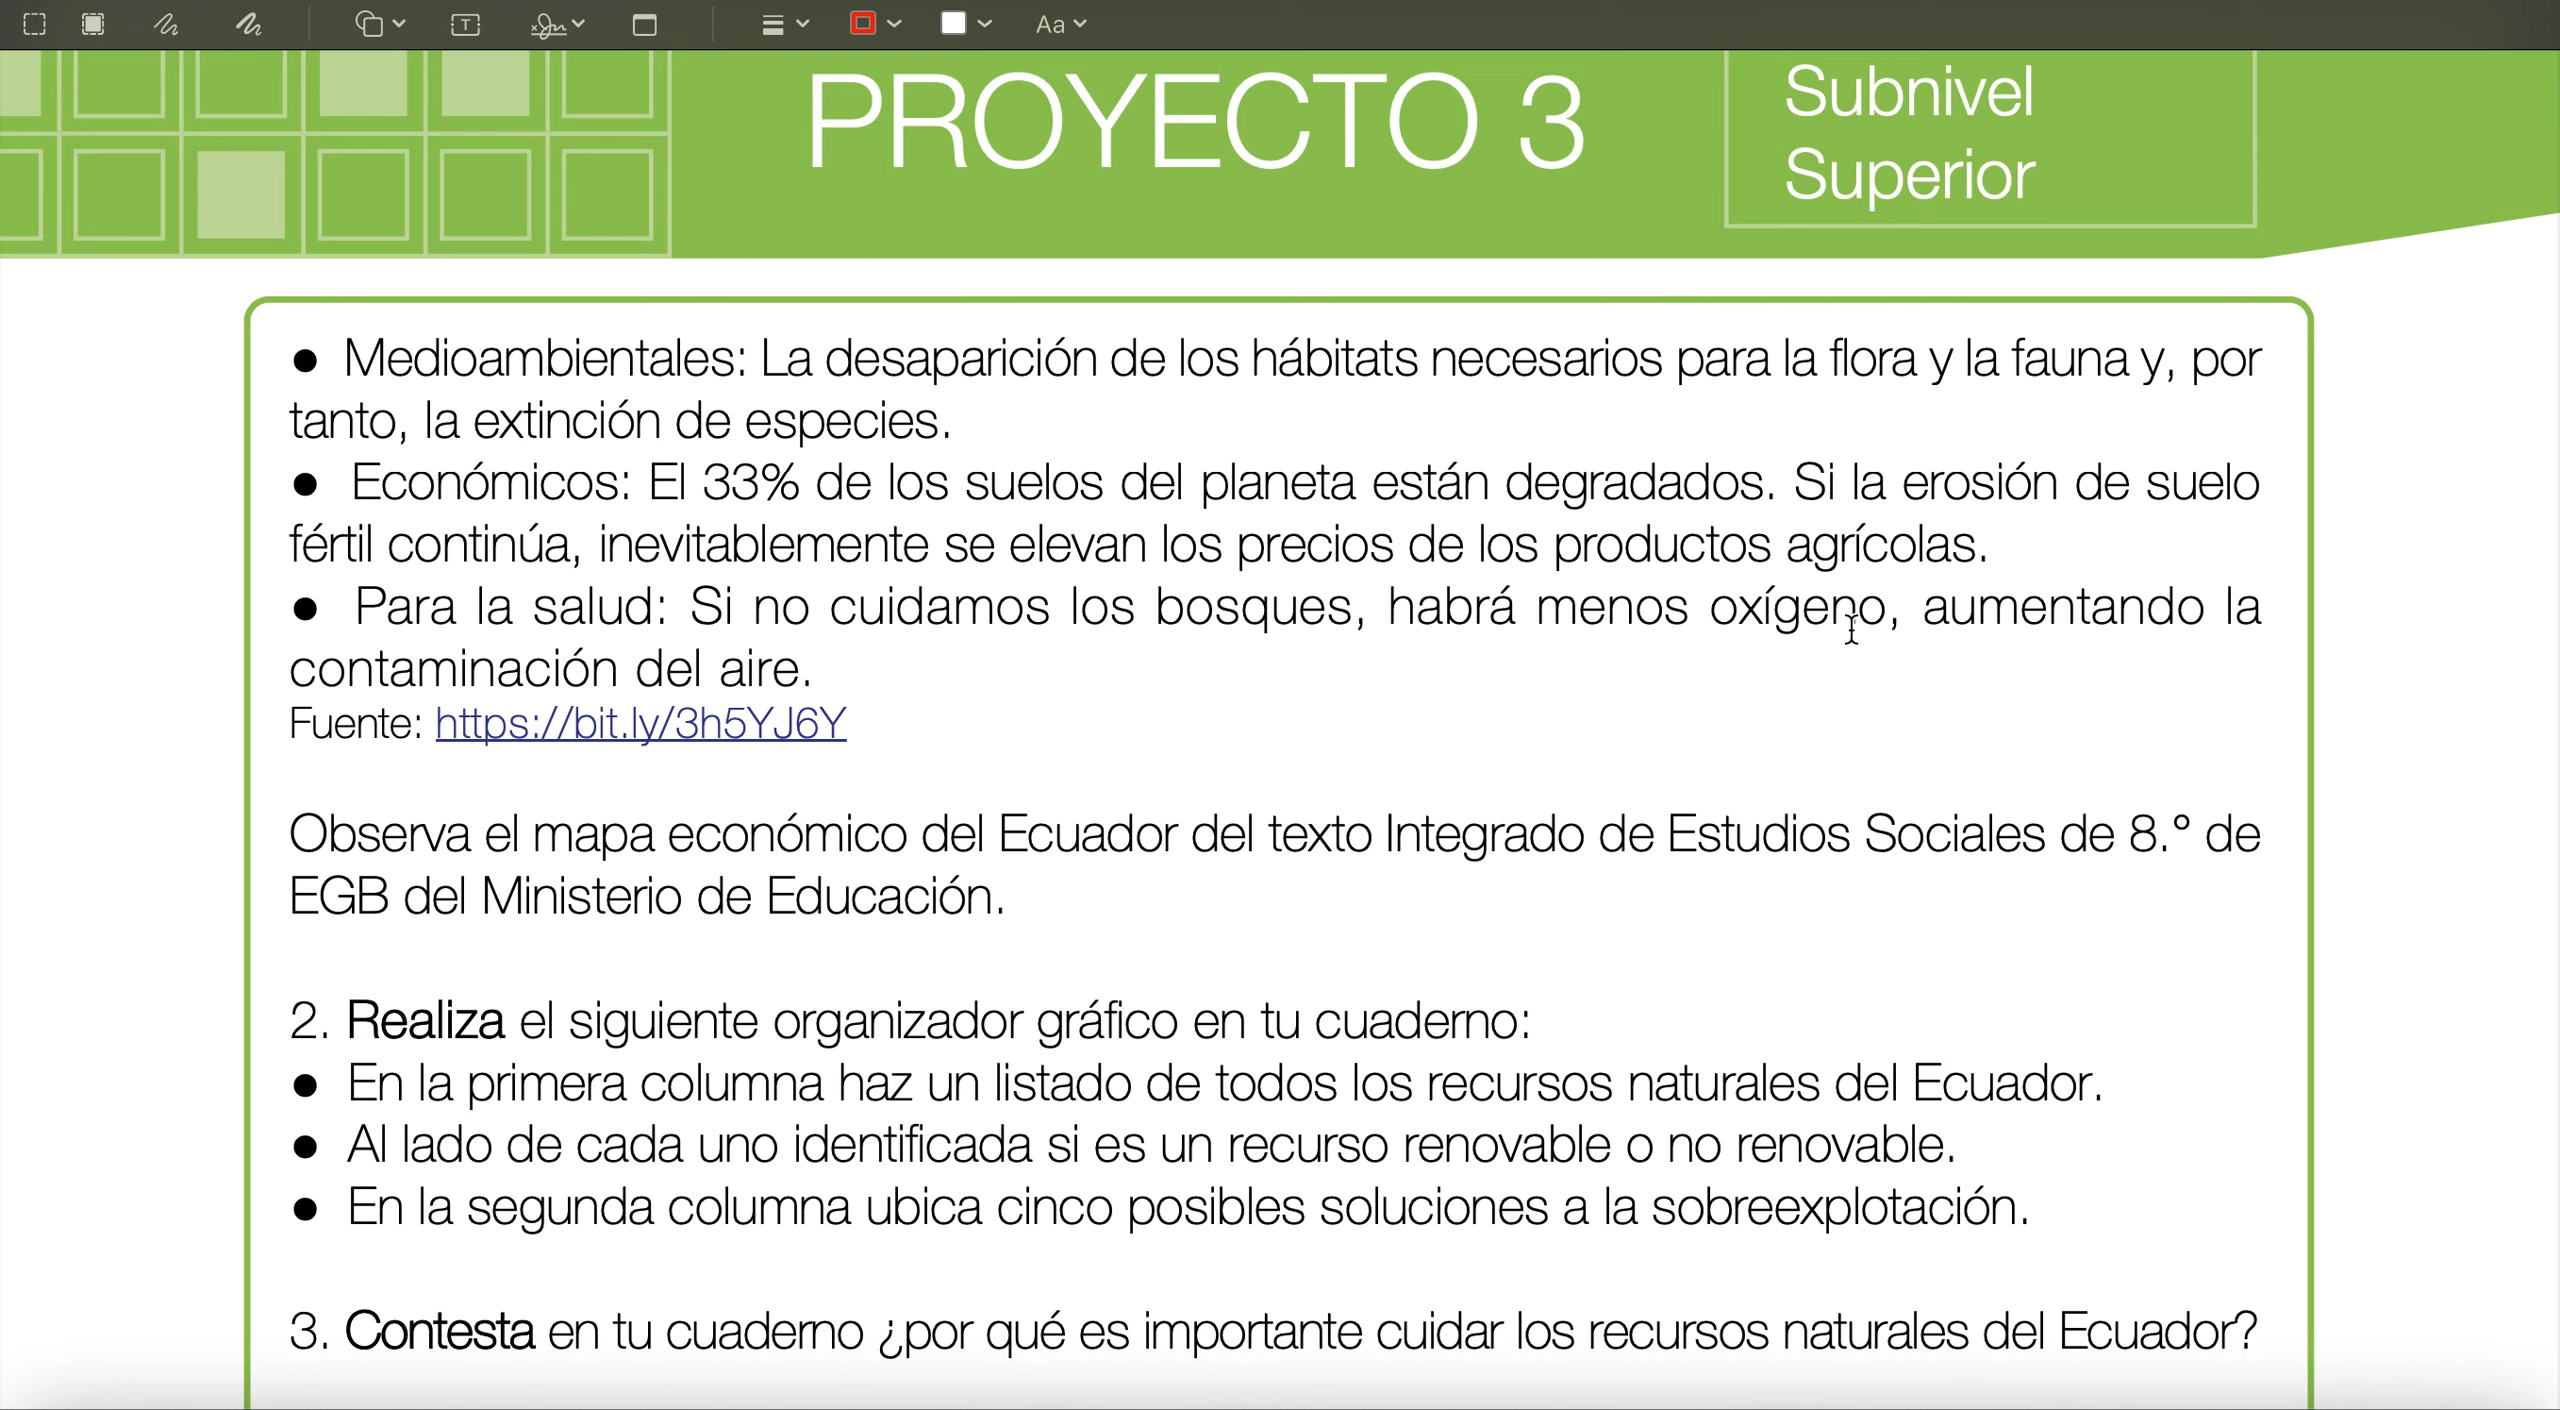 Aa
PROYECTO 3
Subnivel
Superior
● Medioambientales: La desaparición de los hábitats necesarios para la flora y la fauna y, por
tanto, la extinción de especies.
● Económicos: El 33% de los suelos del planeta están degradados. Si la erosión de suelo
fértil continúa, inevitablemente se elevan los precios de los productos agrícolas.
● Para la salud: Si no cuidamos los bosques, habrá menos oxígeno, aumentando la
contaminación del aire.
Fuente: https://bit.ly/3h5YJ6Y
Observa el mapa económico del Ecuador del texto Integrado de Estudios Sociales de 8.° de
EGB del Ministerio de Educación.
2. Realiza el siguiente organizador gráfico en tu cuaderno:
● En la primera columna haz un listado de todos los recursos naturales del Ecuador.
● Al lado de cada uno identificada si es un recurso renovable o no renovable.
● En la segunda columna ubica cinco posibles soluciones a la sobreexplotación.
3. Contesta en tu cuaderno ¿por qué es importante cuidar los recursos naturales del Ecuador?